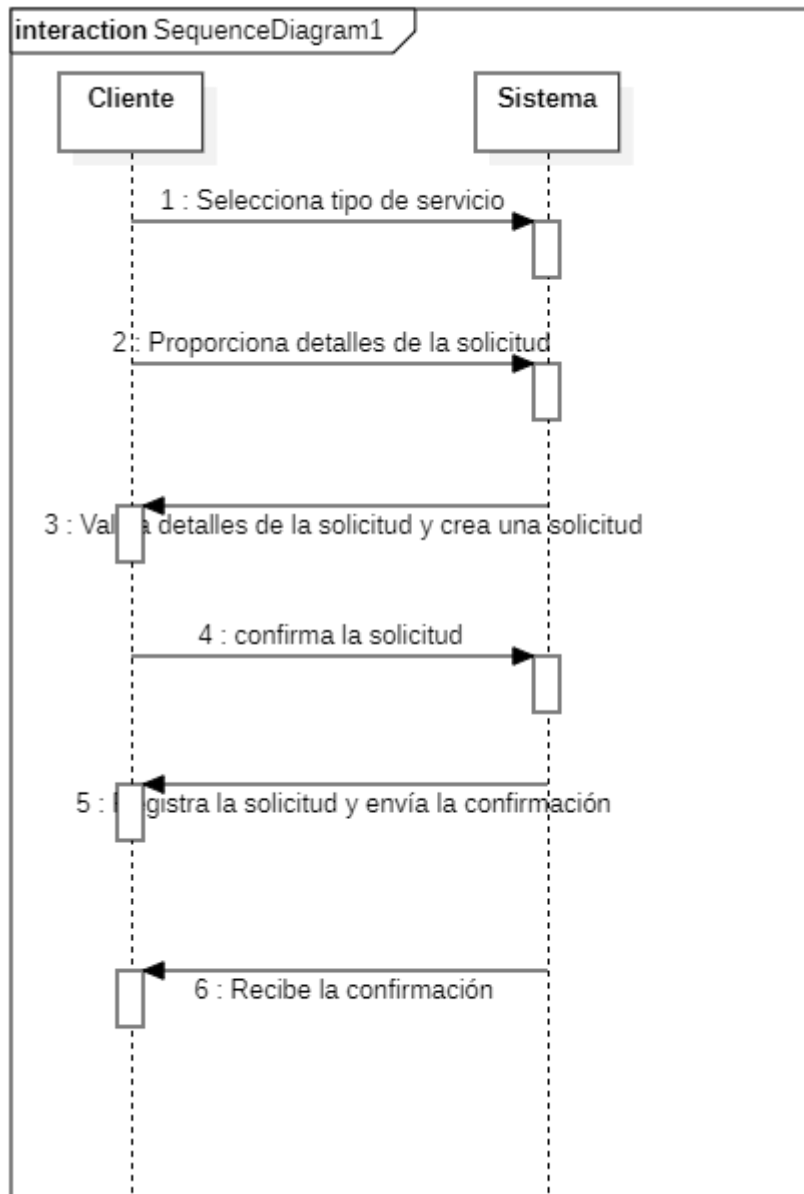 interaction SequenceDiagram1
Cliente
Sistema
1 : Selecciona tipo de servicio
2 : Proporciona detalles de la solicitud
3 : detalles de la solicitud y crea una solicitud
4 : confirma la solicitud
5 : la solicitud y envía la confirmación
6 : Recibe la confirmación